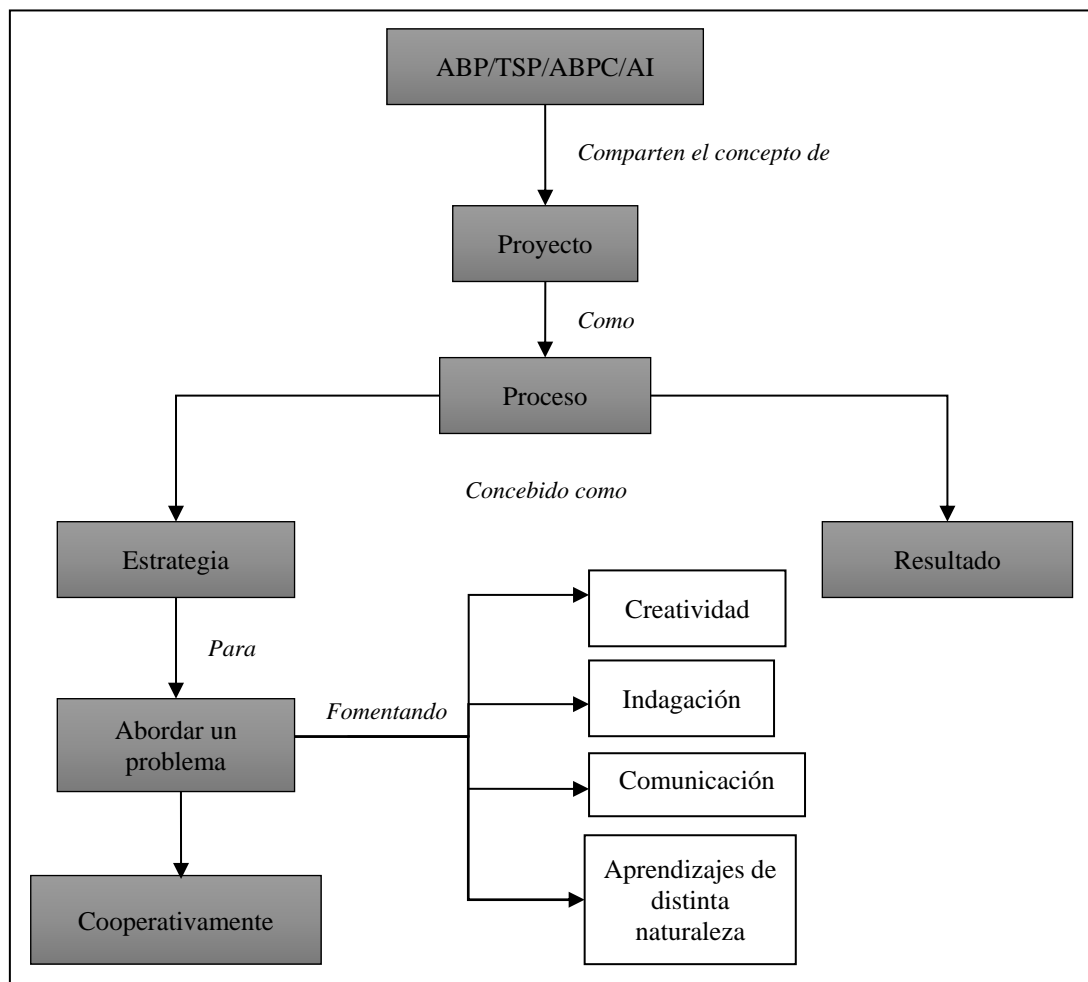 ABP/TSP/ABPC/AI
Comparten el concepto de
Proyecto
Como
Proceso
Concebido como
Estrategia
Resultado
Para
Creatividad
Indagación
Fomentando
Abordar un
problema
Comunicación
Aprendizajes de
distinta
naturaleza
Cooperativamente